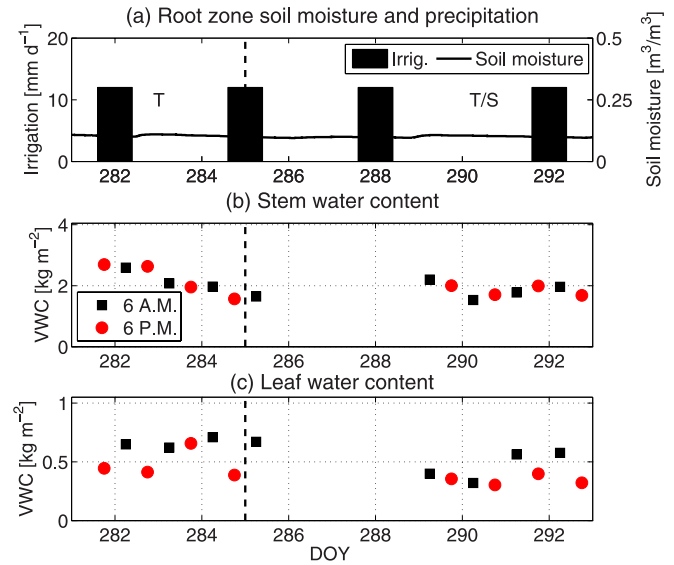 (a) Root zone soil moisture and precipitation
Irrigation [mm d⁻¹]
20
10
0
Irrig.
Soil moisture
T
T/S
0.5
0.25
0
Soil moisture [m³/m³]
282 284 286 288 290 292
(b) Stem water content
VWC [kg m⁻²]
4
2
0
6 A.M.
6 P.M.
282 284 286 288 290 292
(c) Leaf water content
VWC [kg m⁻²]
1
0.5
0
282 284 286 288 290 292
DOY